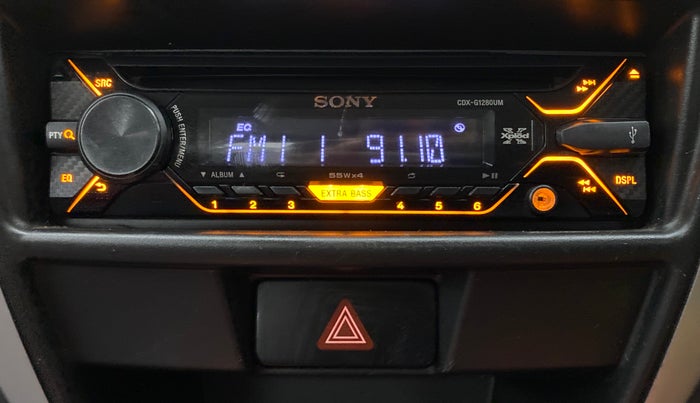 SRC
SONY
CDX-G1280UM
PUSH ENTER/MENU
PTY
EQ
FM1 1 91.10
Xplod
ALBUM
55Wx4
EQ
EXTRA BASS
DSPL
1 2 3 4 5 6